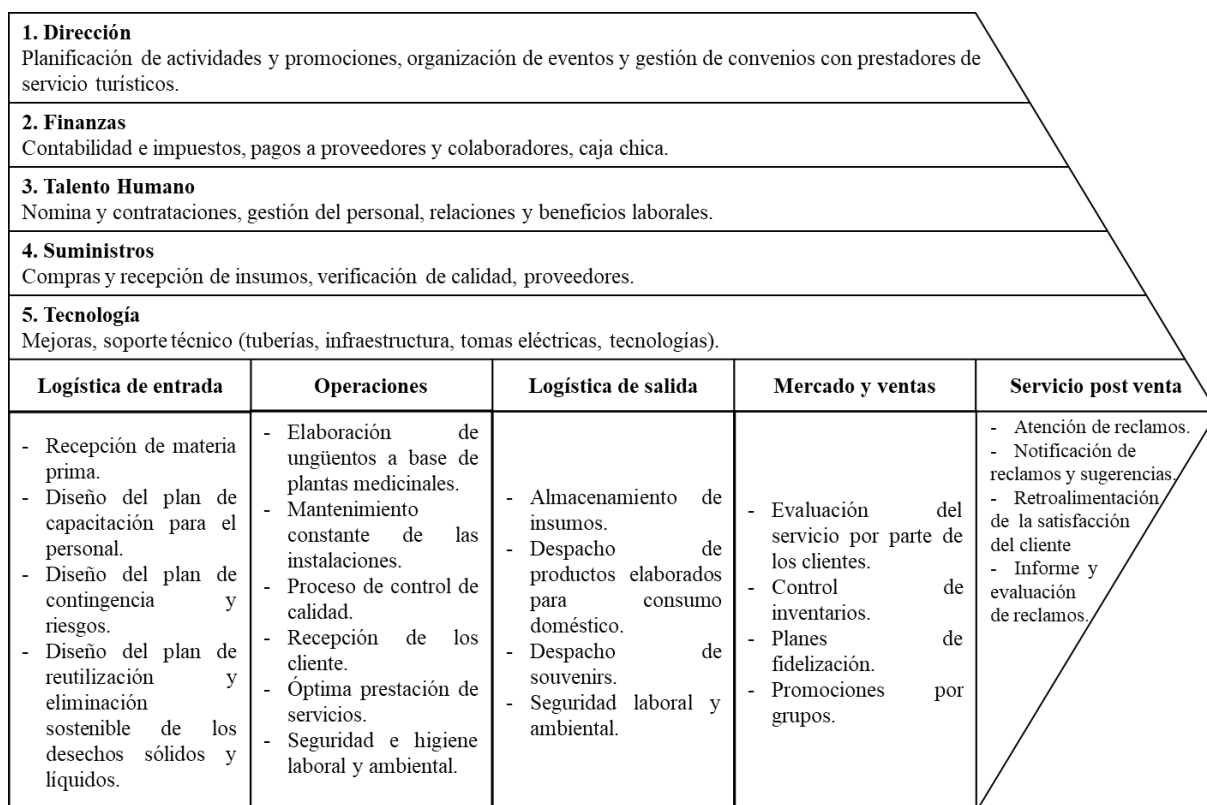 1. Dirección
Planificación de actividades y promociones, organización de eventos y gestión de convenios con prestadores de
servicio turísticos.
2. Finanzas
Contabilidad e impuestos, pagos a proveedores y colaboradores, caja chica.
3. Talento Humano
Nomina y contrataciones, gestión del personal, relaciones y beneficios laborales.
4. Suministros
Compras y recepción de insumos, verificación de calidad, proveedores.
5. Tecnología
Mejoras, soporte técnico (tuberías, infraestructura, tomas eléctricas, tecnologías).
Logística de entrada
- Recepción de materia
prima.
- Diseño del plan de
capacitación para el
personal.
- Diseño del plan de
contingencia y
riesgos.
- Diseño del plan de
reutilización y
eliminación
sostenible de los
desechos sólidos y
líquidos.
Operaciones
- Elaboración de
ungüentos a base de
plantas medicinales.
- Mantenimiento
constante de las
instalaciones.
- Proceso de control de
calidad.
- Recepción de los
cliente.
- Óptima prestación de
servicios.
- Seguridad e higiene
laboral y ambiental.
Logística de salida
- Almacenamiento de
insumos.
- Despacho de
productos elaborados
para consumo
doméstico.
- Despacho de
souvenirs.
- Seguridad laboral y
ambiental.
Mercado y ventas
- Evaluación del
servicio por parte de
los clientes.
- Control de
inventarios.
- Planes de
fidelización.
- Promociones por
grupos.
Servicio post venta
- Atención de reclamos.
- Notificación de
reclamos y sugerencias.
- Retroalimentación
de la satisfacción
del cliente
- Informe y
evaluación
de reclamos.